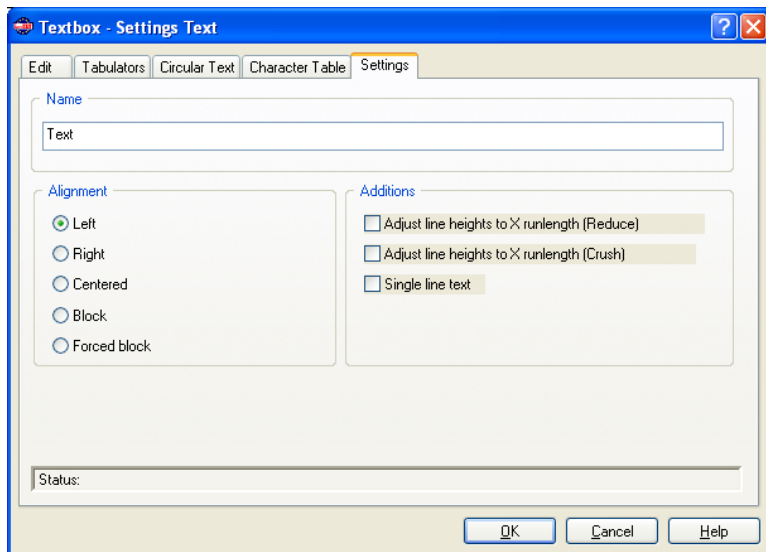 Textbox - Settings Text
Edit Tabulators Circular Text Character Table Settings
Name
Text
Alignment
Left
Right
Centered
Block
Forced block
Additions
Adjust line heights to X runlength (Reduce)
Adjust line heights to X runlength (Crush)
Single line text
Status:
OK Cancel Help